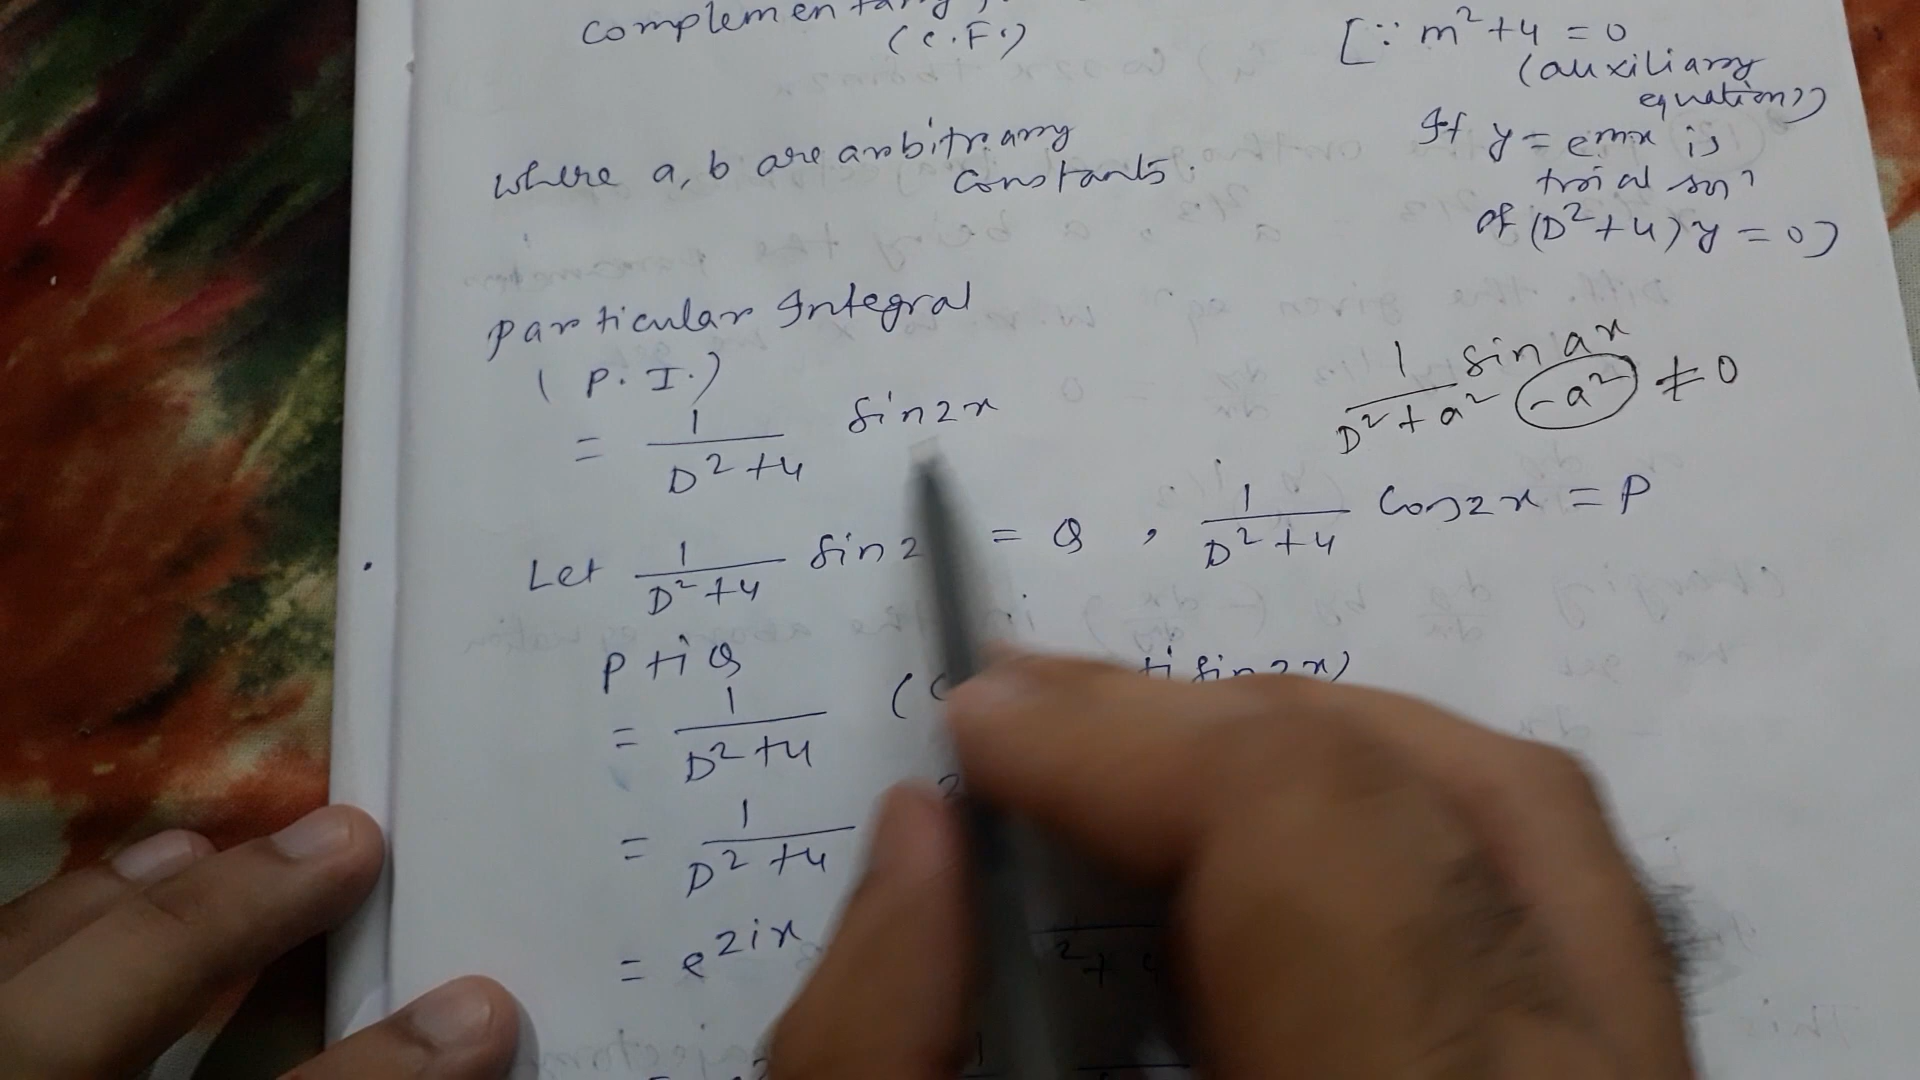 complementary
(C.F.)
where a, b are arbitrary
constants.
[∵ m²+4 = 0
(auxiliary
equation)
If y = e^mx is
trial sol^n
of (D²+4)y = 0]
Particular Integral
(P.I.)
= 1/(D²+4) sin2x
1/(D²+a²) sin ax -a² ≠ 0
Let 1/(D²+4) sin2 = Q, 1/(D²+4) Cos2x = P
P+iQ
= 1/(D²+4) ( +i sin2x)
= 1/(D²+4)
= e^2ix